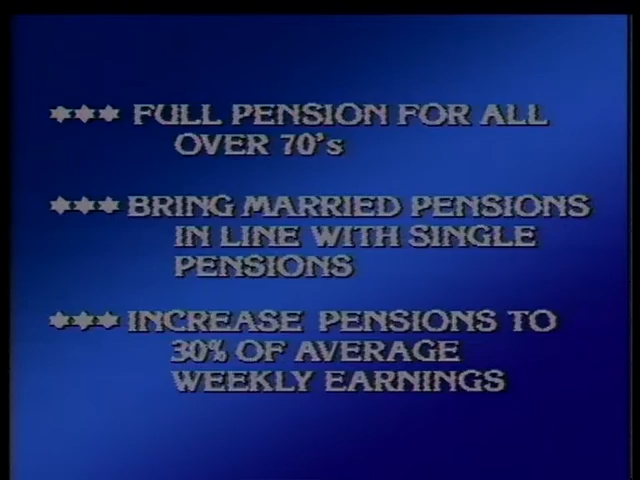 *** FULL PENSION FOR ALL
OVER 70's
*** BRING MARRIED PENSIONS
IN LINE WITH SINGLE
PENSIONS
*** INCREASE PENSIONS TO
30% OF AVERAGE
WEEKLY EARNINGS